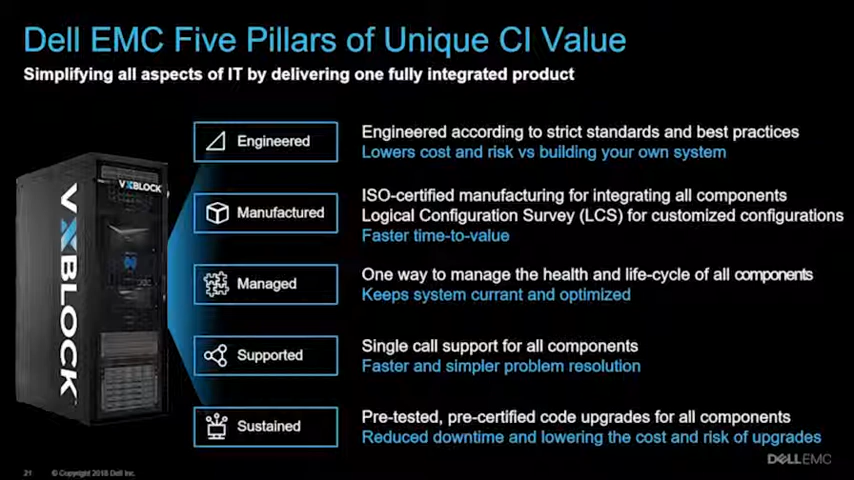 Dell EMC Five Pillars of Unique CI Value
Simplifying all aspects of IT by delivering one fully integrated product
VXBLOCK
VXBLOCK
Engineered
Engineered according to strict standards and best practices
Lowers cost and risk vs building your own system
Manufactured
ISO-certified manufacturing for integrating all components
Logical Configuration Survey (LCS) for customized configurations
Faster time-to-value
Managed
One way to manage the health and life-cycle of all components
Keeps system currant and optimized
Supported
Single call support for all components
Faster and simpler problem resolution
Sustained
Pre-tested, pre-certified code upgrades for all components
Reduced downtime and lowering the cost and risk of upgrades
21 © Copyright 2018 Dell Inc.
DELLEMC